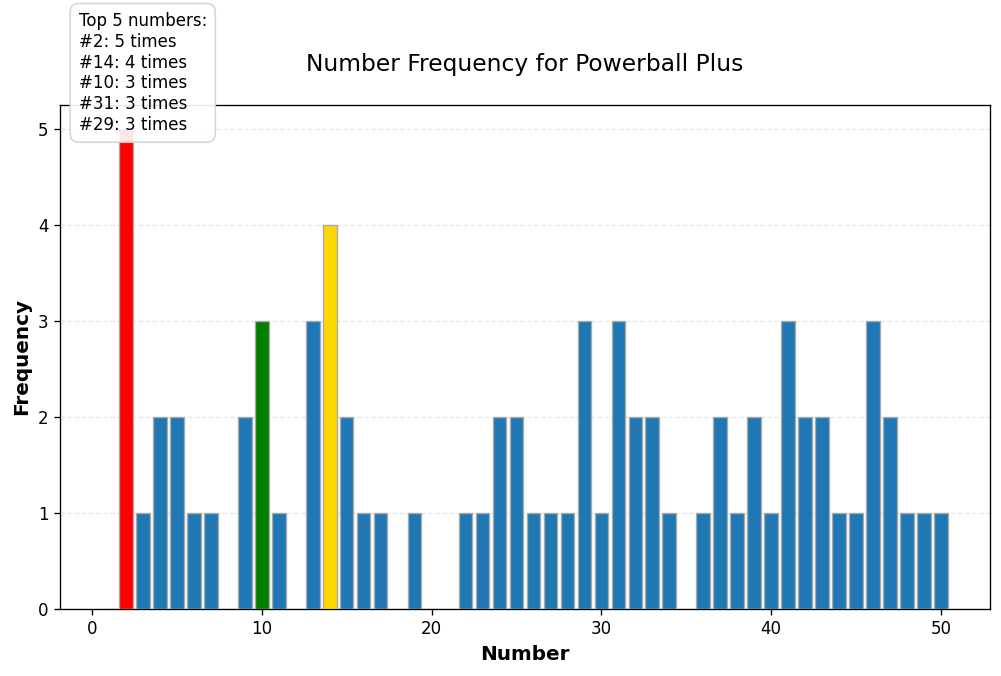 Top 5 numbers:
#2: 5 times
#14: 4 times
#10: 3 times
#31: 3 times
#29: 3 times
Number Frequency for Powerball Plus
5
4
3
2
1
0
Frequency
0 10 20 30 40 50
Number